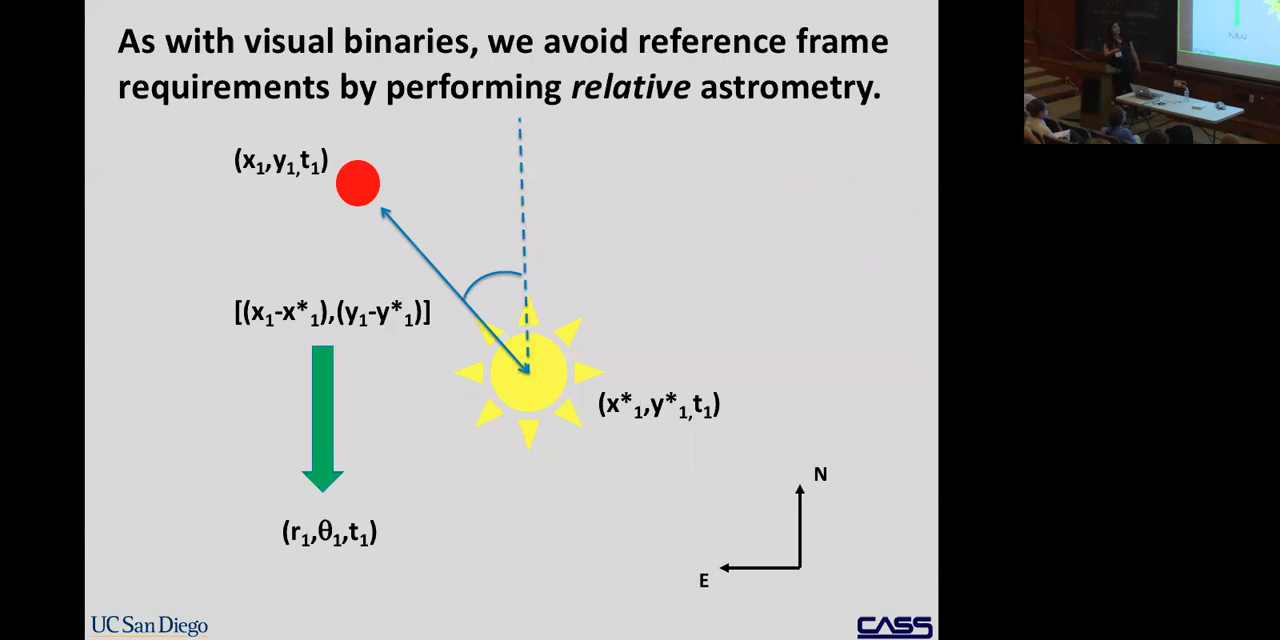 As with visual binaries, we avoid reference frame
requirements by performing relative astrometry.
(x₁,y₁,t₁)
[(x₁-x*₁),(y₁-y*₁)]
(x*₁,y*₁,t₁)
N
(r₁,θ₁,t₁)
E
UC San Diego
CASS